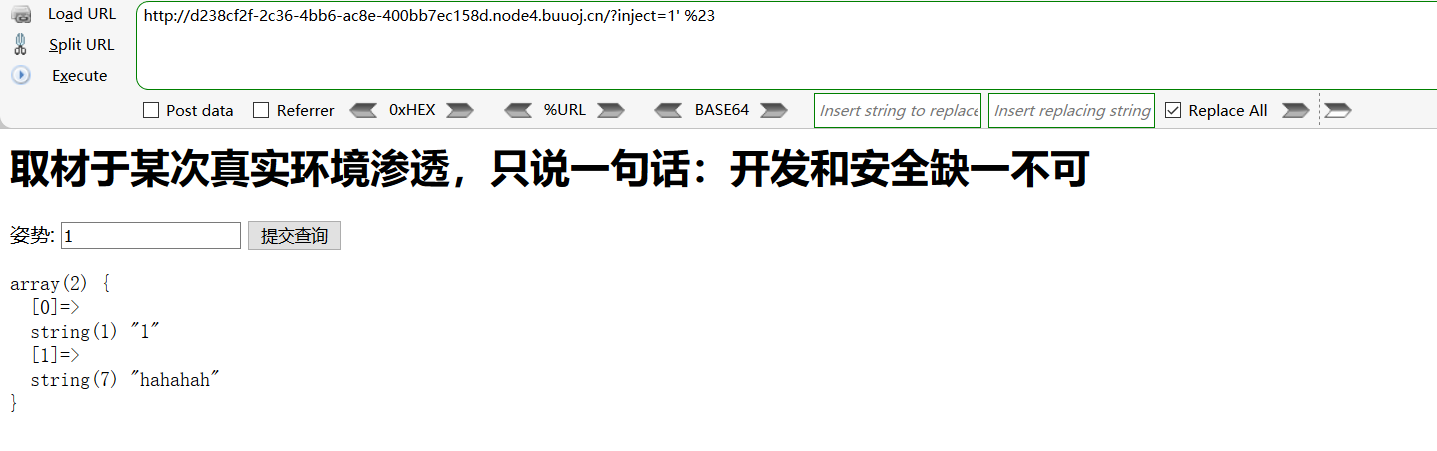 Load URL
http://d238cf2f-2c36-4bb6-ac8e-400bb7ec158d.node4.buuoj.cn/?inject=1' %23
Split URL
Execute
Post data Referrer 0xHEX %URL BASE64 Insert string to replace Insert replacing string Replace All
取材于某次真实环境渗透，只说一句话：开发和安全缺一不可
姿势: 1 提交查询
array(2) {
  [0]=>
  string(1) "1"
  [1]=>
  string(7) "hahahah"
}